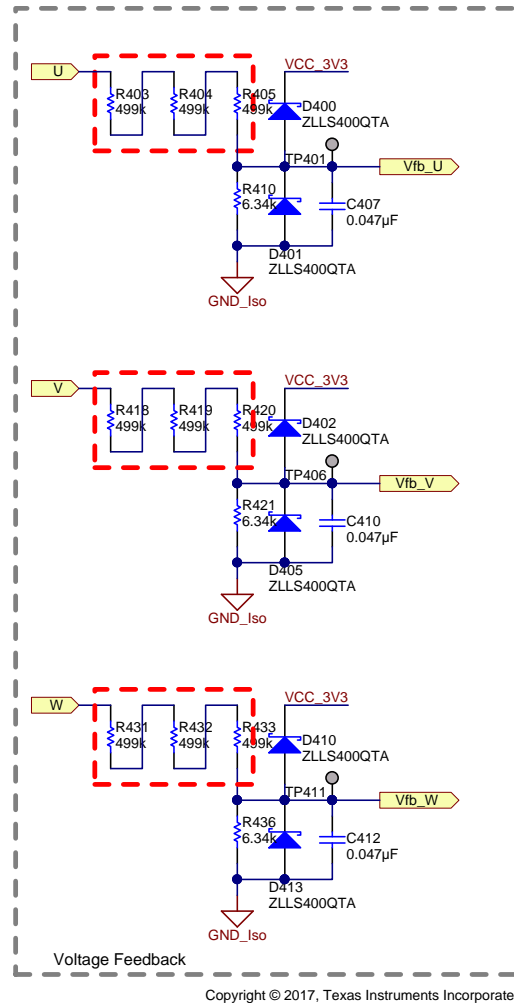 U
VCC_3V3
R403
499k
R404
499k
R405
499k
D400
ZLLS400QTA
TP401
Vfb_U
R410
6.34k
C407
0.047µF
D401
ZLLS400QTA
GND_Iso
V
VCC_3V3
R418
499k
R419
499k
R420
499k
D402
ZLLS400QTA
TP406
Vfb_V
R421
6.34k
C410
0.047µF
D405
ZLLS400QTA
GND_Iso
W
VCC_3V3
R431
499k
R432
499k
R433
499k
D410
ZLLS400QTA
TP411
Vfb_W
R436
6.34k
C412
0.047µF
D413
ZLLS400QTA
GND_Iso
Voltage Feedback
Copyright © 2017, Texas Instruments Incorporate